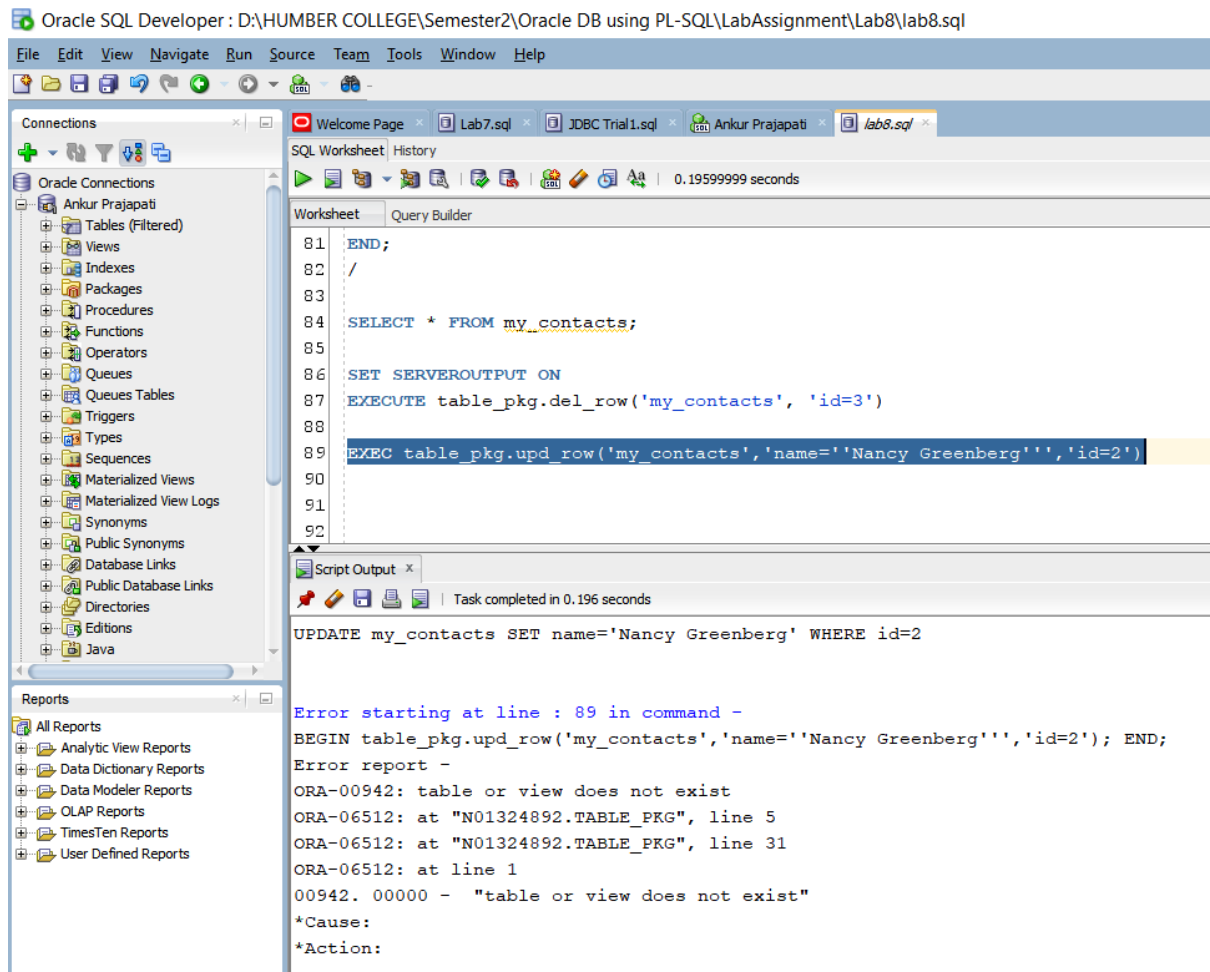 Oracle SQL Developer : D:\HUMBER COLLEGE\Semester2\Oracle DB using PL-SQL\LabAssignment\Lab8\lab8.sql
File Edit View Navigate Run Source Team Tools Window Help
Connections
Oracle Connections
Ankur Prajapati
Tables (Filtered)
Views
Indexes
Packages
Procedures
Functions
Operators
Queues
Queues Tables
Triggers
Types
Sequences
Materialized Views
Materialized View Logs
Synonyms
Public Synonyms
Database Links
Public Database Links
Directories
Editions
Java
Reports
All Reports
Analytic View Reports
Data Dictionary Reports
Data Modeler Reports
OLAP Reports
TimesTen Reports
User Defined Reports
Welcome Page Lab7.sql JDBC Trial1.sql Ankur Prajapati lab8.sql
SQL Worksheet History
0.19599999 seconds
Worksheet Query Builder
81 END;
82 /
83
84 SELECT * FROM my_contacts;
85
86 SET SERVEROUTPUT ON
87 EXECUTE table_pkg.del_row('my_contacts', 'id=3')
88
89 EXEC table_pkg.upd_row('my_contacts','name=''Nancy Greenberg''','id=2')
90
91
92
Script Output
Task completed in 0.196 seconds
UPDATE my_contacts SET name='Nancy Greenberg' WHERE id=2
Error starting at line : 89 in command -
BEGIN table_pkg.upd_row('my_contacts','name=''Nancy Greenberg''','id=2'); END;
Error report -
ORA-00942: table or view does not exist
ORA-06512: at "N01324892.TABLE_PKG", line 5
ORA-06512: at "N01324892.TABLE_PKG", line 31
ORA-06512: at line 1
00942. 00000 - "table or view does not exist"
*Cause:
*Action: